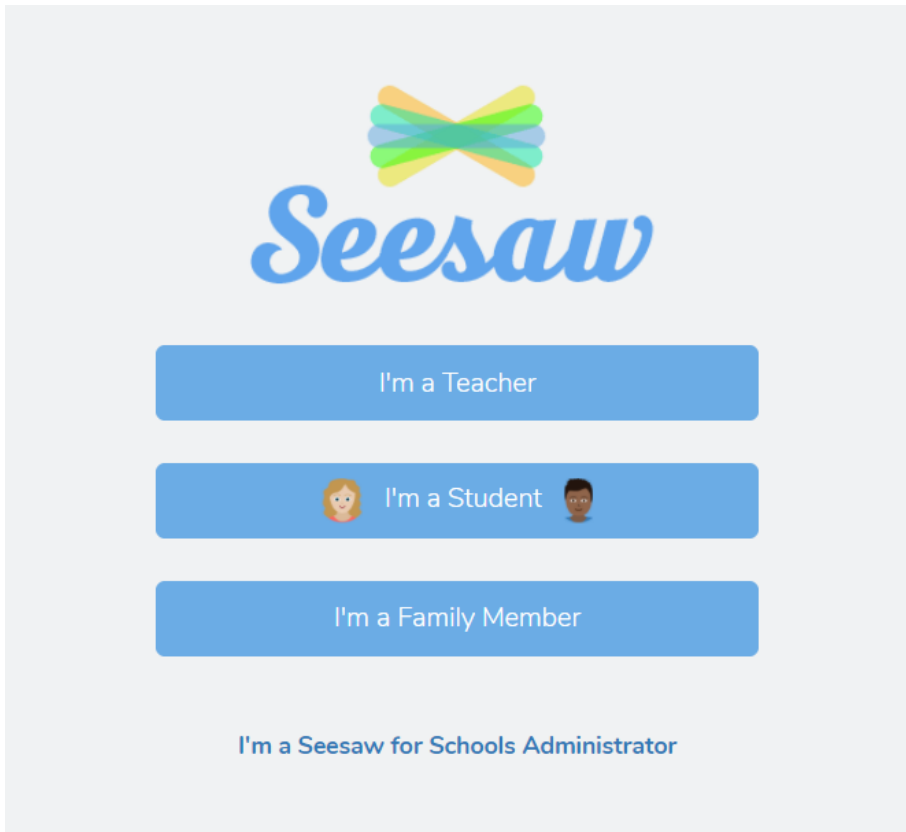 Seesaw
I'm a Teacher
I'm a Student
I'm a Family Member
I'm a Seesaw for Schools Administrator